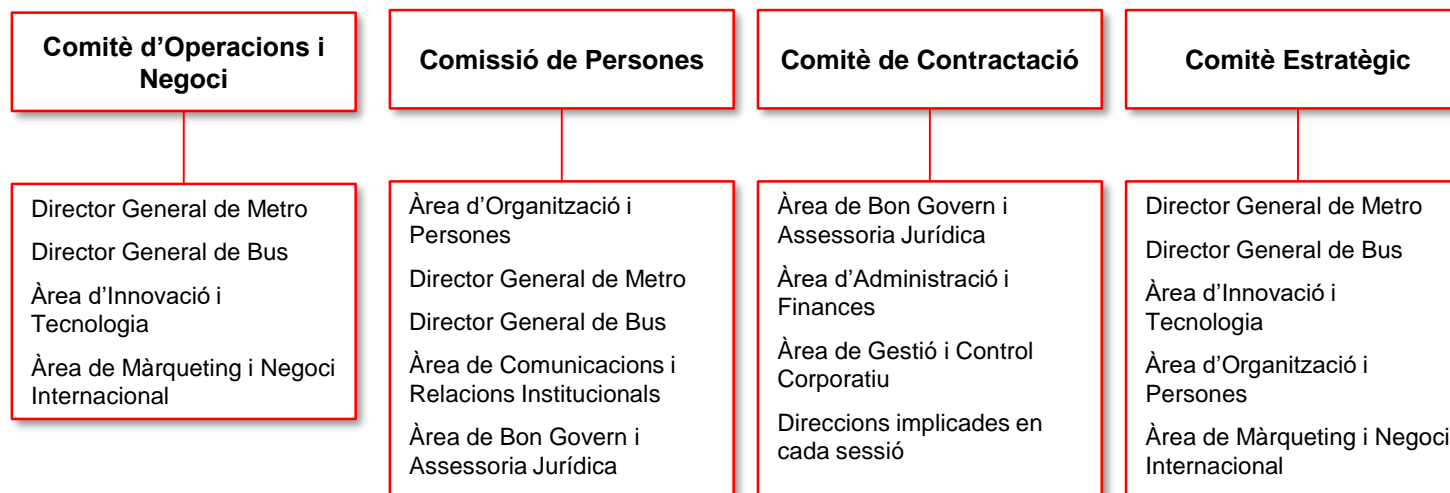 Comitè d’Operacions i
Negoci
Comissió de Persones
Comitè de Contractació
Comitè Estratègic
Director General de Metro
Director General de Bus
Àrea d’Innovació i
Tecnologia
Àrea de Màrqueting i Negoci
Internacional
Àrea d’Organització i
Persones
Director General de Metro
Director General de Bus
Àrea de Comunicacions i
Relacions Institucionals
Àrea de Bon Govern i
Assessoria Jurídica
Àrea de Bon Govern i
Assessoria Jurídica
Àrea d’Administració i
Finances
Àrea de Gestió i Control
Corporatiu
Direccions implicades en
cada sessió
Director General de Metro
Director General de Bus
Àrea d’Innovació i
Tecnologia
Àrea d’Organització i
Persones
Àrea de Màrqueting i Negoci
Internacional